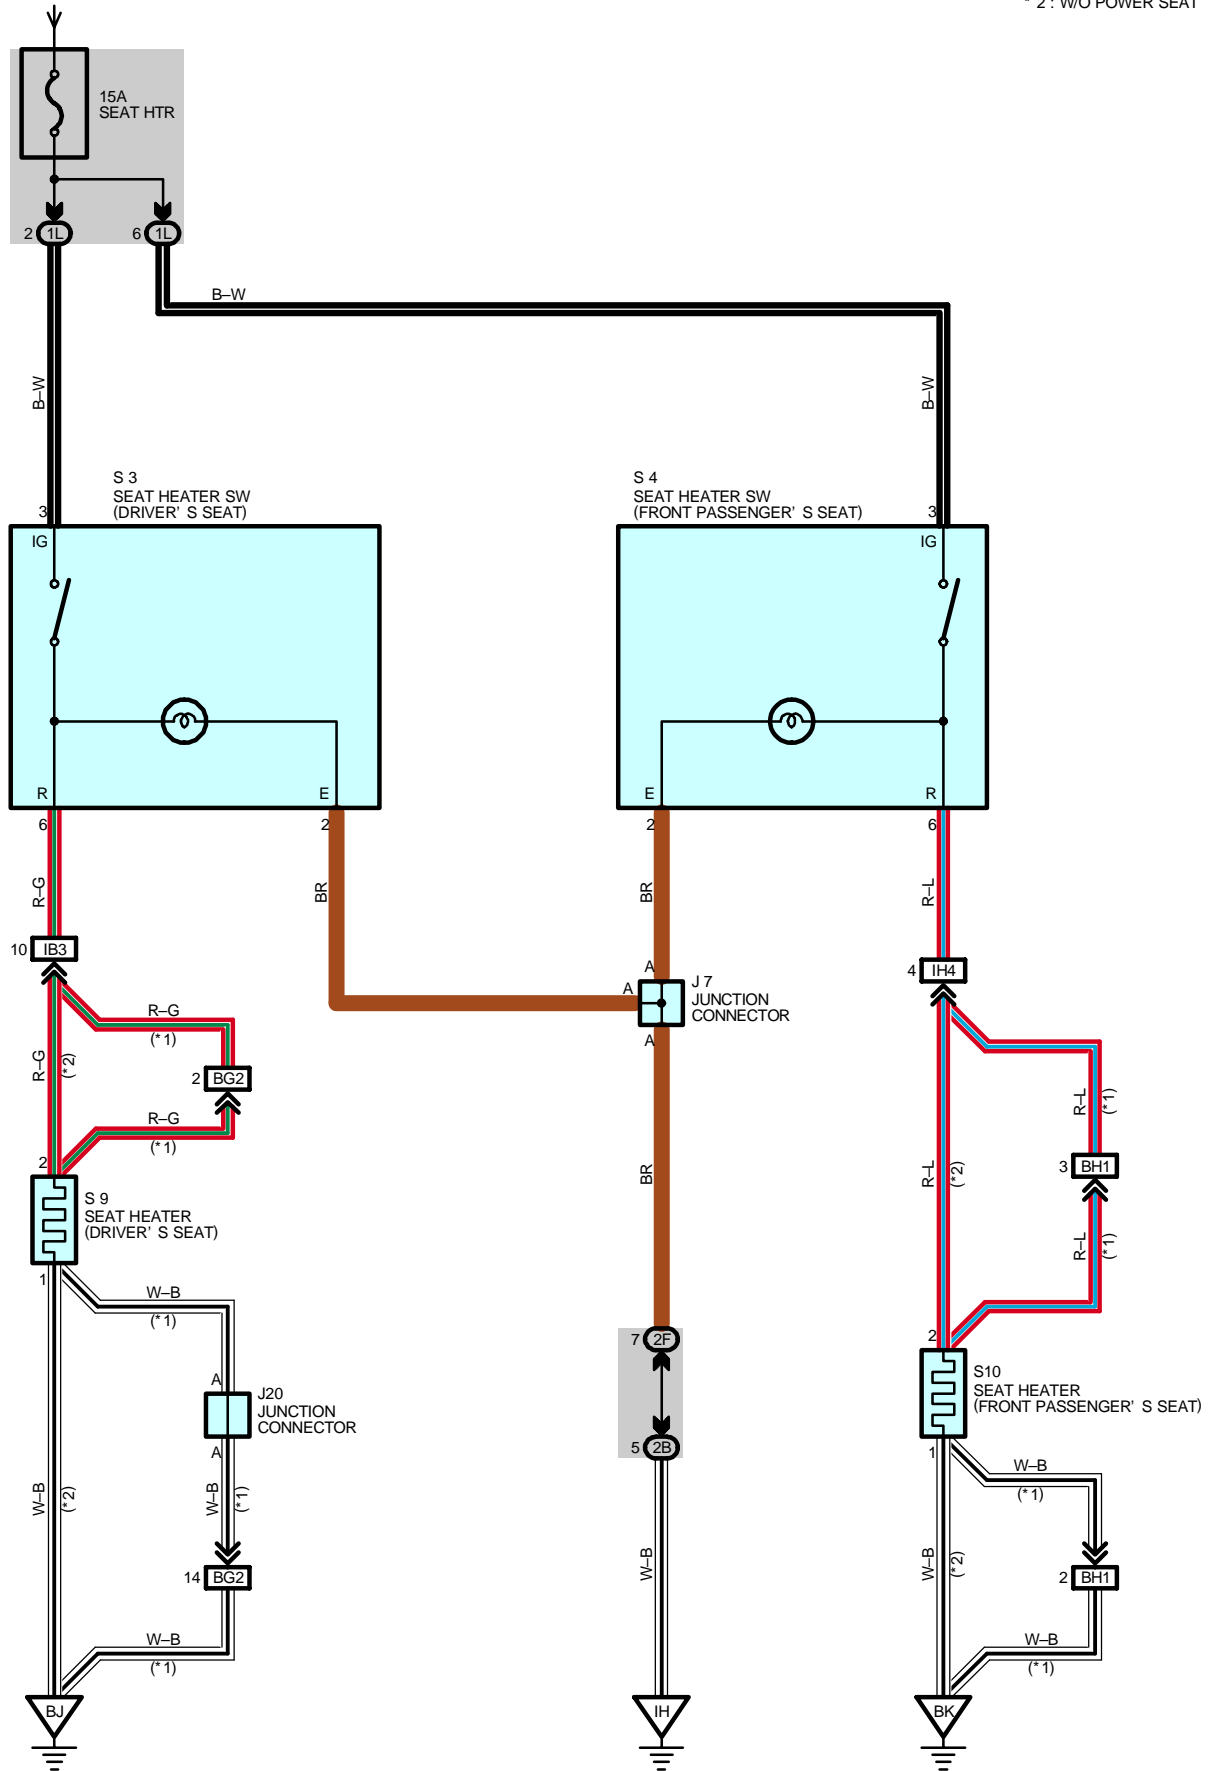 * 2 : W/O POWER SEAT
15A
SEAT HTR
2 1L
6 1L
B–W
B–W
B–W
S 3
SEAT HEATER SW
(DRIVER' S SEAT)
S 4
SEAT HEATER SW
(FRONT PASSENGER' S SEAT)
3
3
IG
IG
R
E
E
R
6
2
2
6
R–G
BR
BR
R–L
10 IB3
4 IH4
A
A
J 7
JUNCTION
CONNECTOR
A
R–G
(* 1)
R–G
(* 2)
2 BG2
R–G
(* 1)
R–L
(* 1)
BR
R–L
(* 2)
3 BH1
R–L
(* 1)
2
S 9
SEAT HEATER
(DRIVER' S SEAT)
1
W–B
(* 1)
7 2F
2
S10
SEAT HEATER
(FRONT PASSENGER' S SEAT)
A
J20
JUNCTION
CONNECTOR
A
5 2B
1
W–B
(* 1)
W–B
(* 2)
W–B
(* 1)
W–B
W–B
(* 2)
14 BG2
2 BH1
W–B
(* 1)
W–B
(* 1)
BJ
IH
BK